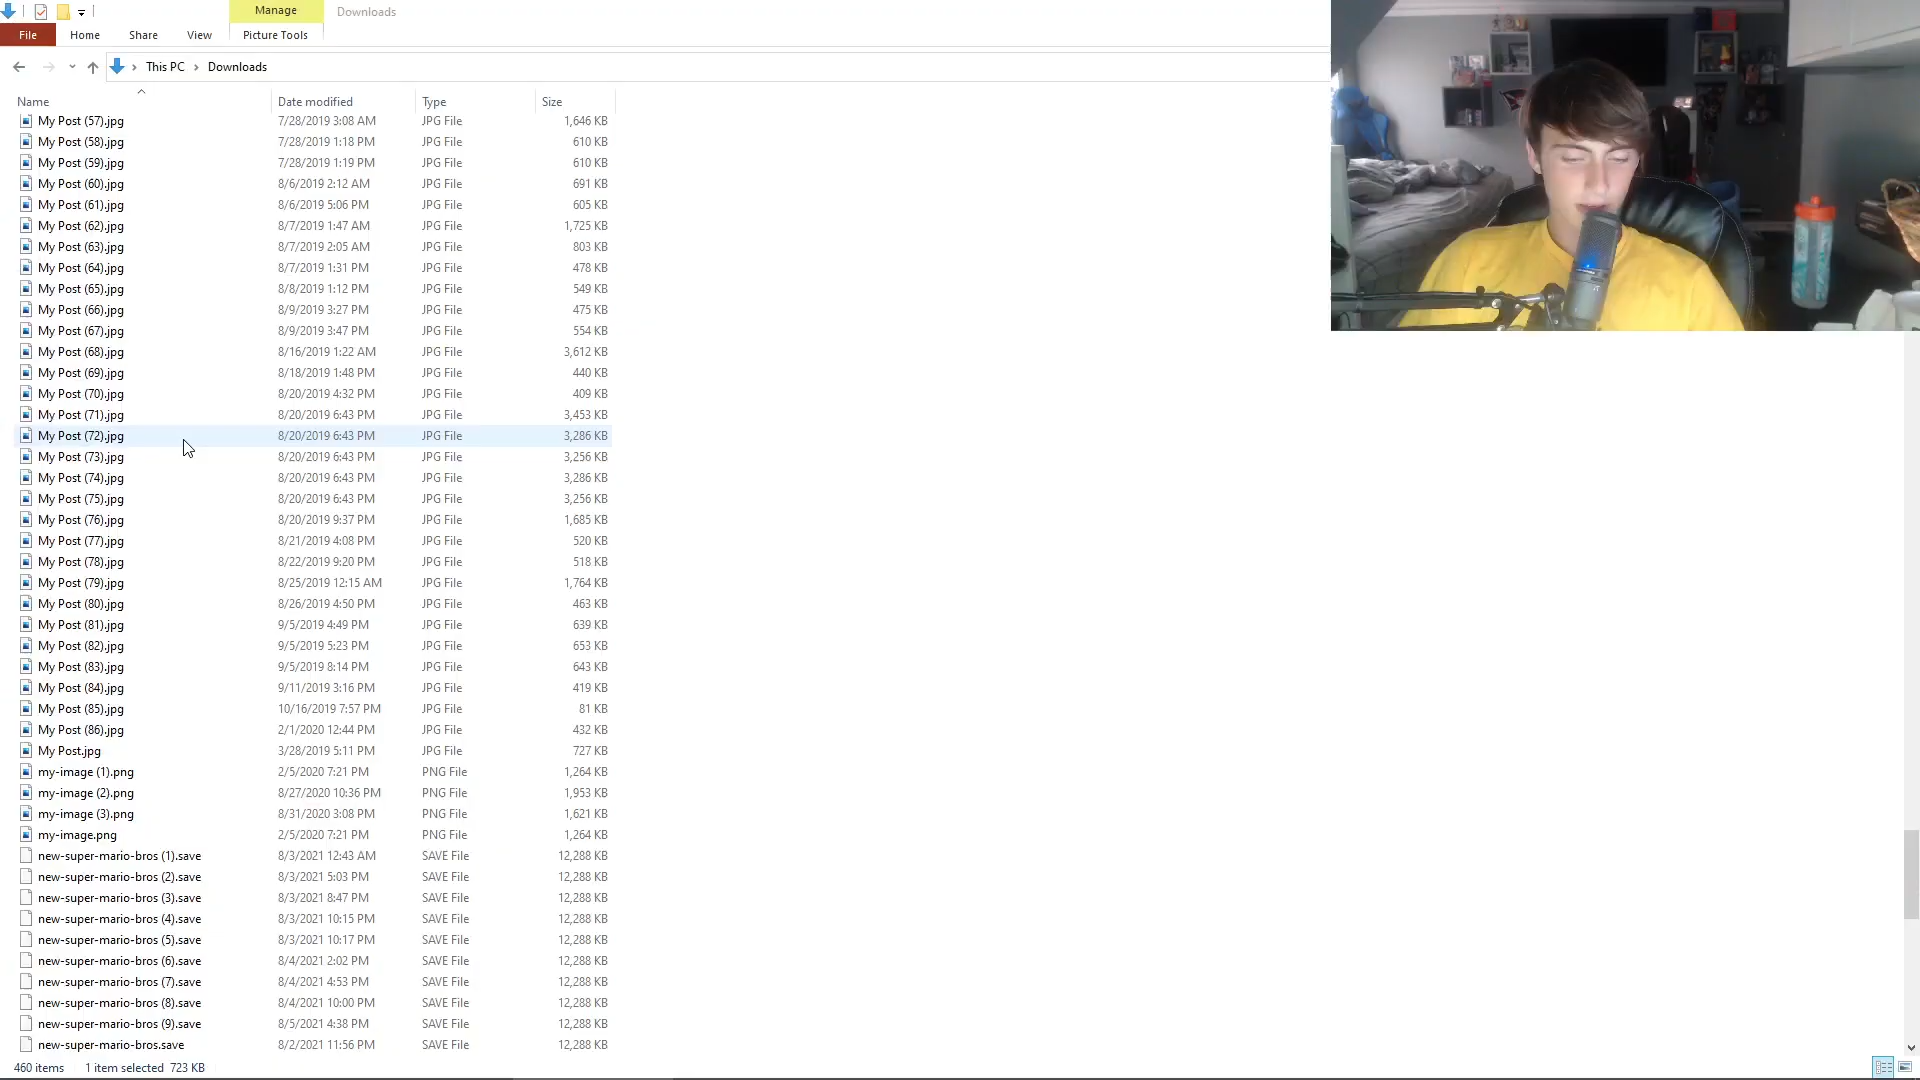 Manage
Downloads
File
Home
Share
View
Picture Tools
This PC > Downloads
Name Date modified Type Size
My Post (57).jpg 7/28/2019 3:08 AM JPG File 1,646 KB
My Post (58).jpg 7/28/2019 1:18 PM JPG File 610 KB
My Post (59).jpg 7/28/2019 1:19 PM JPG File 610 KB
My Post (60).jpg 8/6/2019 2:12 AM JPG File 691 KB
My Post (61).jpg 8/6/2019 5:06 PM JPG File 605 KB
My Post (62).jpg 8/7/2019 1:47 AM JPG File 1,725 KB
My Post (63).jpg 8/7/2019 2:05 AM JPG File 803 KB
My Post (64).jpg 8/7/2019 1:31 PM JPG File 478 KB
My Post (65).jpg 8/8/2019 1:12 PM JPG File 549 KB
My Post (66).jpg 8/9/2019 3:27 PM JPG File 475 KB
My Post (67).jpg 8/9/2019 3:47 PM JPG File 554 KB
My Post (68).jpg 8/16/2019 1:22 AM JPG File 3,612 KB
My Post (69).jpg 8/18/2019 1:48 PM JPG File 440 KB
My Post (70).jpg 8/20/2019 4:32 PM JPG File 409 KB
My Post (71).jpg 8/20/2019 6:43 PM JPG File 3,453 KB
My Post (72).jpg 8/20/2019 6:43 PM JPG File 3,286 KB
My Post (73).jpg 8/20/2019 6:43 PM JPG File 3,256 KB
My Post (74).jpg 8/20/2019 6:43 PM JPG File 3,286 KB
My Post (75).jpg 8/20/2019 6:43 PM JPG File 3,256 KB
My Post (76).jpg 8/20/2019 9:37 PM JPG File 1,685 KB
My Post (77).jpg 8/21/2019 4:08 PM JPG File 520 KB
My Post (78).jpg 8/22/2019 9:20 PM JPG File 518 KB
My Post (79).jpg 8/25/2019 12:15 AM JPG File 1,764 KB
My Post (80).jpg 8/26/2019 4:50 PM JPG File 463 KB
My Post (81).jpg 9/5/2019 4:49 PM JPG File 639 KB
My Post (82).jpg 9/5/2019 5:23 PM JPG File 653 KB
My Post (83).jpg 9/5/2019 8:14 PM JPG File 643 KB
My Post (84).jpg 9/11/2019 3:16 PM JPG File 419 KB
My Post (85).jpg 10/16/2019 7:57 PM JPG File 81 KB
My Post (86).jpg 2/1/2020 12:44 PM JPG File 432 KB
My Post.jpg 3/28/2019 5:11 PM JPG File 727 KB
my-image (1).png 2/5/2020 7:21 PM PNG File 1,264 KB
my-image (2).png 8/27/2020 10:36 PM PNG File 1,953 KB
my-image (3).png 8/31/2020 3:08 PM PNG File 1,621 KB
my-image.png 2/5/2020 7:21 PM PNG File 1,264 KB
new-super-mario-bros (1).save 8/3/2021 12:43 AM SAVE File 12,288 KB
new-super-mario-bros (2).save 8/3/2021 5:03 PM SAVE File 12,288 KB
new-super-mario-bros (3).save 8/3/2021 8:47 PM SAVE File 12,288 KB
new-super-mario-bros (4).save 8/3/2021 10:15 PM SAVE File 12,288 KB
new-super-mario-bros (5).save 8/3/2021 10:17 PM SAVE File 12,288 KB
new-super-mario-bros (6).save 8/4/2021 2:02 PM SAVE File 12,288 KB
new-super-mario-bros (7).save 8/4/2021 4:53 PM SAVE File 12,288 KB
new-super-mario-bros (8).save 8/4/2021 10:00 PM SAVE File 12,288 KB
new-super-mario-bros (9).save 8/5/2021 4:38 PM SAVE File 12,288 KB
new-super-mario-bros.save 8/2/2021 11:56 PM SAVE File 12,288 KB
460 items 1 item selected 723 KB